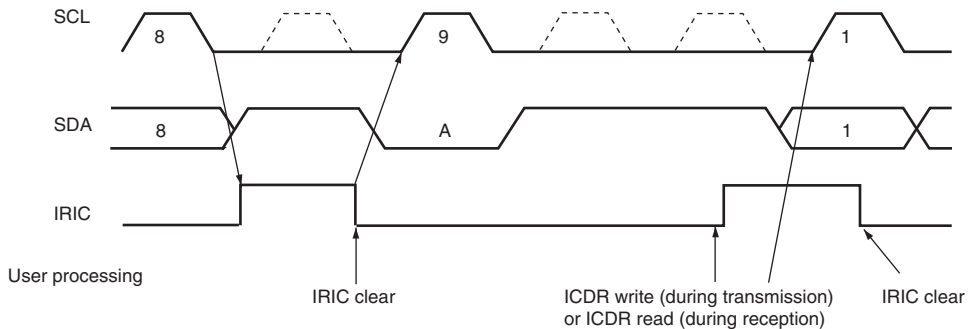 SCL
8
9
1
SDA
8
A
1
IRIC
User processing
IRIC clear
ICDR write (during transmission)
or ICDR read (during reception)
IRIC clear